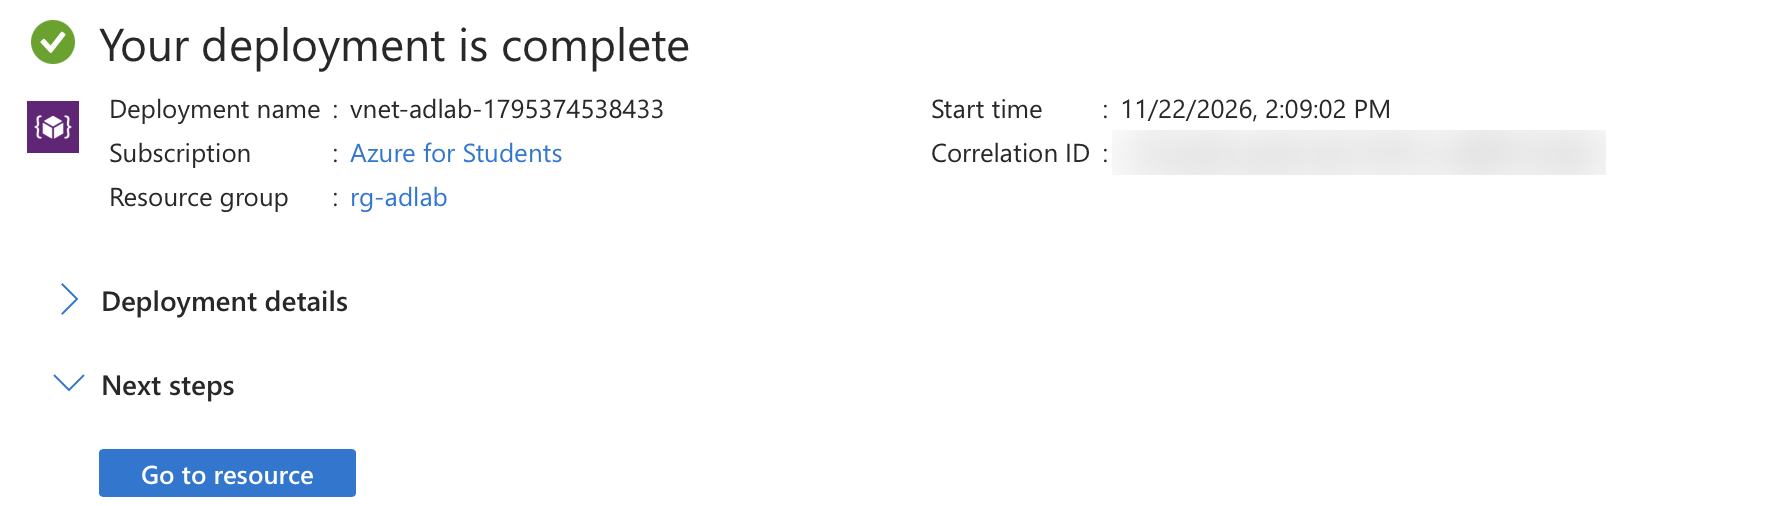 Your deployment is complete
Deployment name : vnet-adlab-1795374538433
Subscription : Azure for Students
Resource group : rg-adlab
Start time : 11/22/2026, 2:09:02 PM
Correlation ID :
Deployment details
Next steps
Go to resource